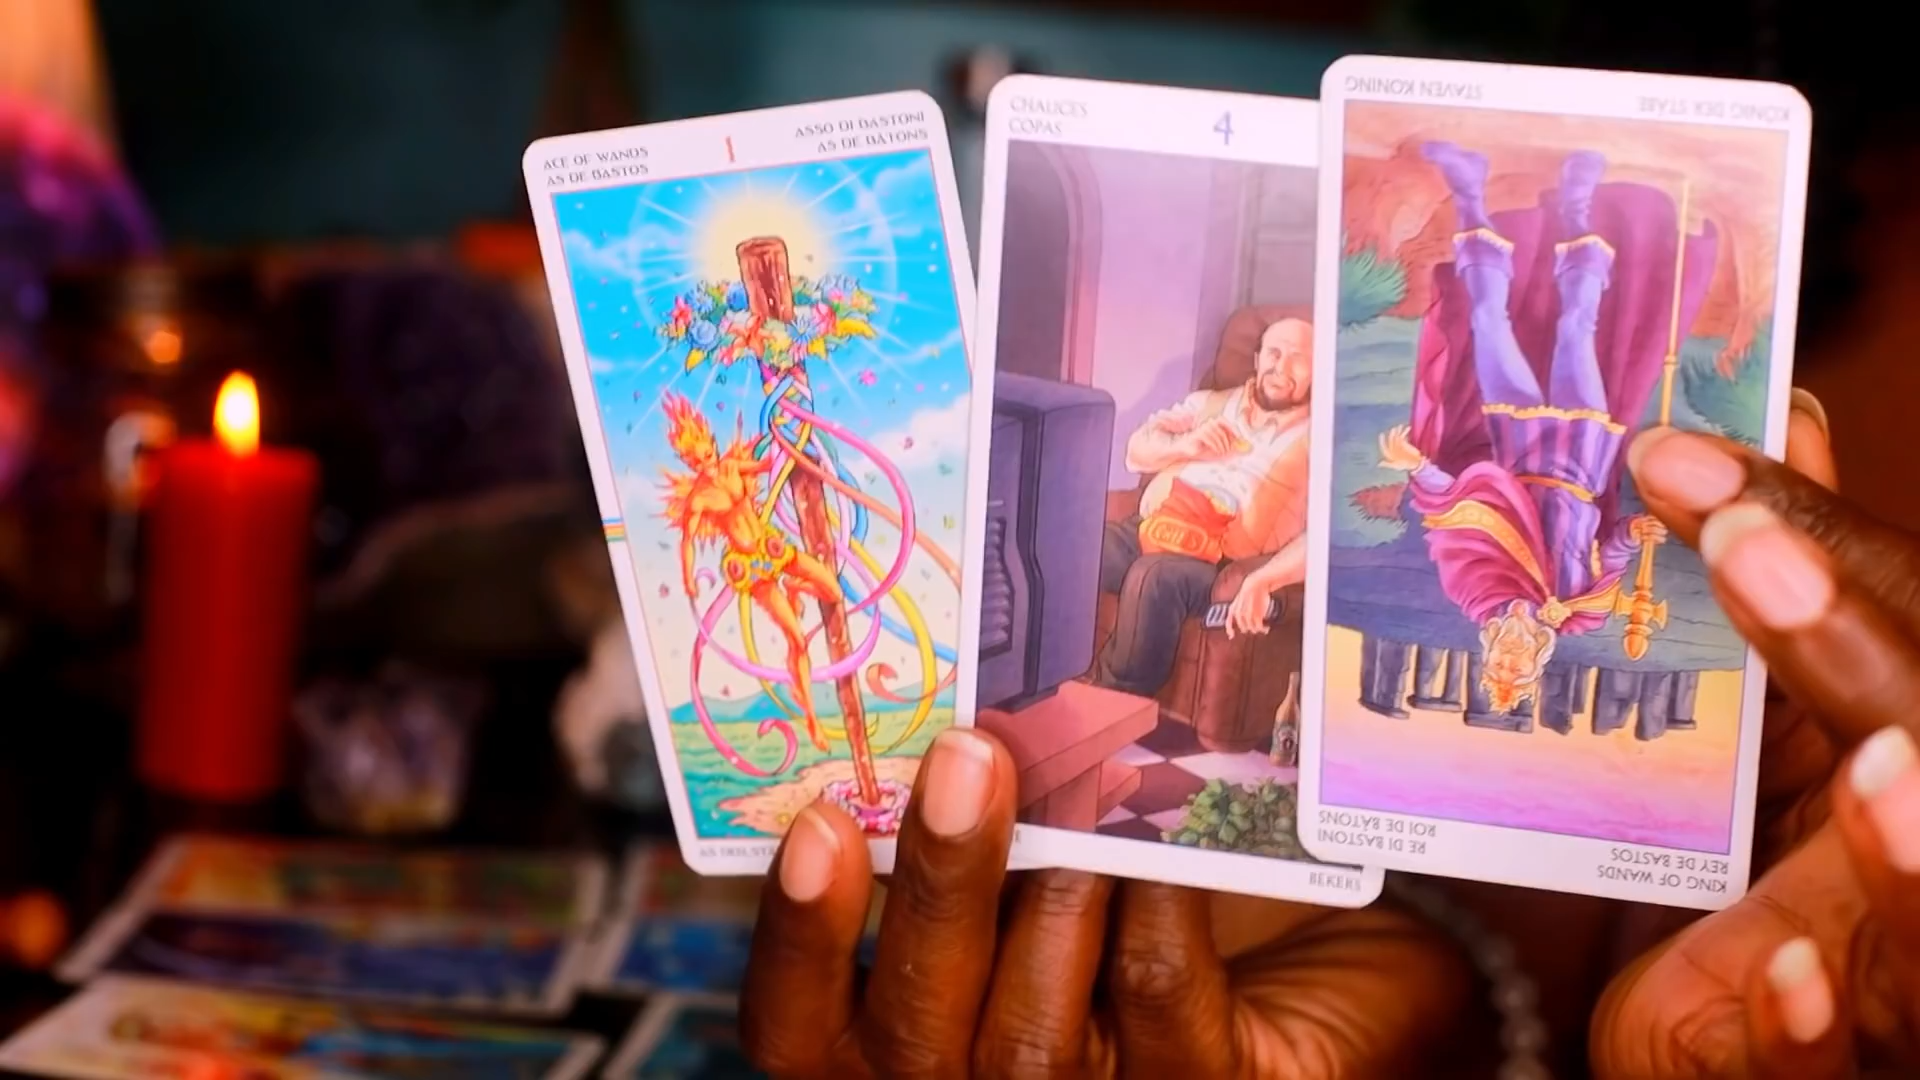 ACE OF WANDS
AS DE BASTOS
1
ASSO DI BASTONI
AS DE BÂTONS
CHALICES
COPAS
4
BEKERS
STAVEN KONING
KÖNIG DER STÄBE
RE DI BASTONI
ROI DE BÂTONS
KING OF WANDS
REY DE BASTOS